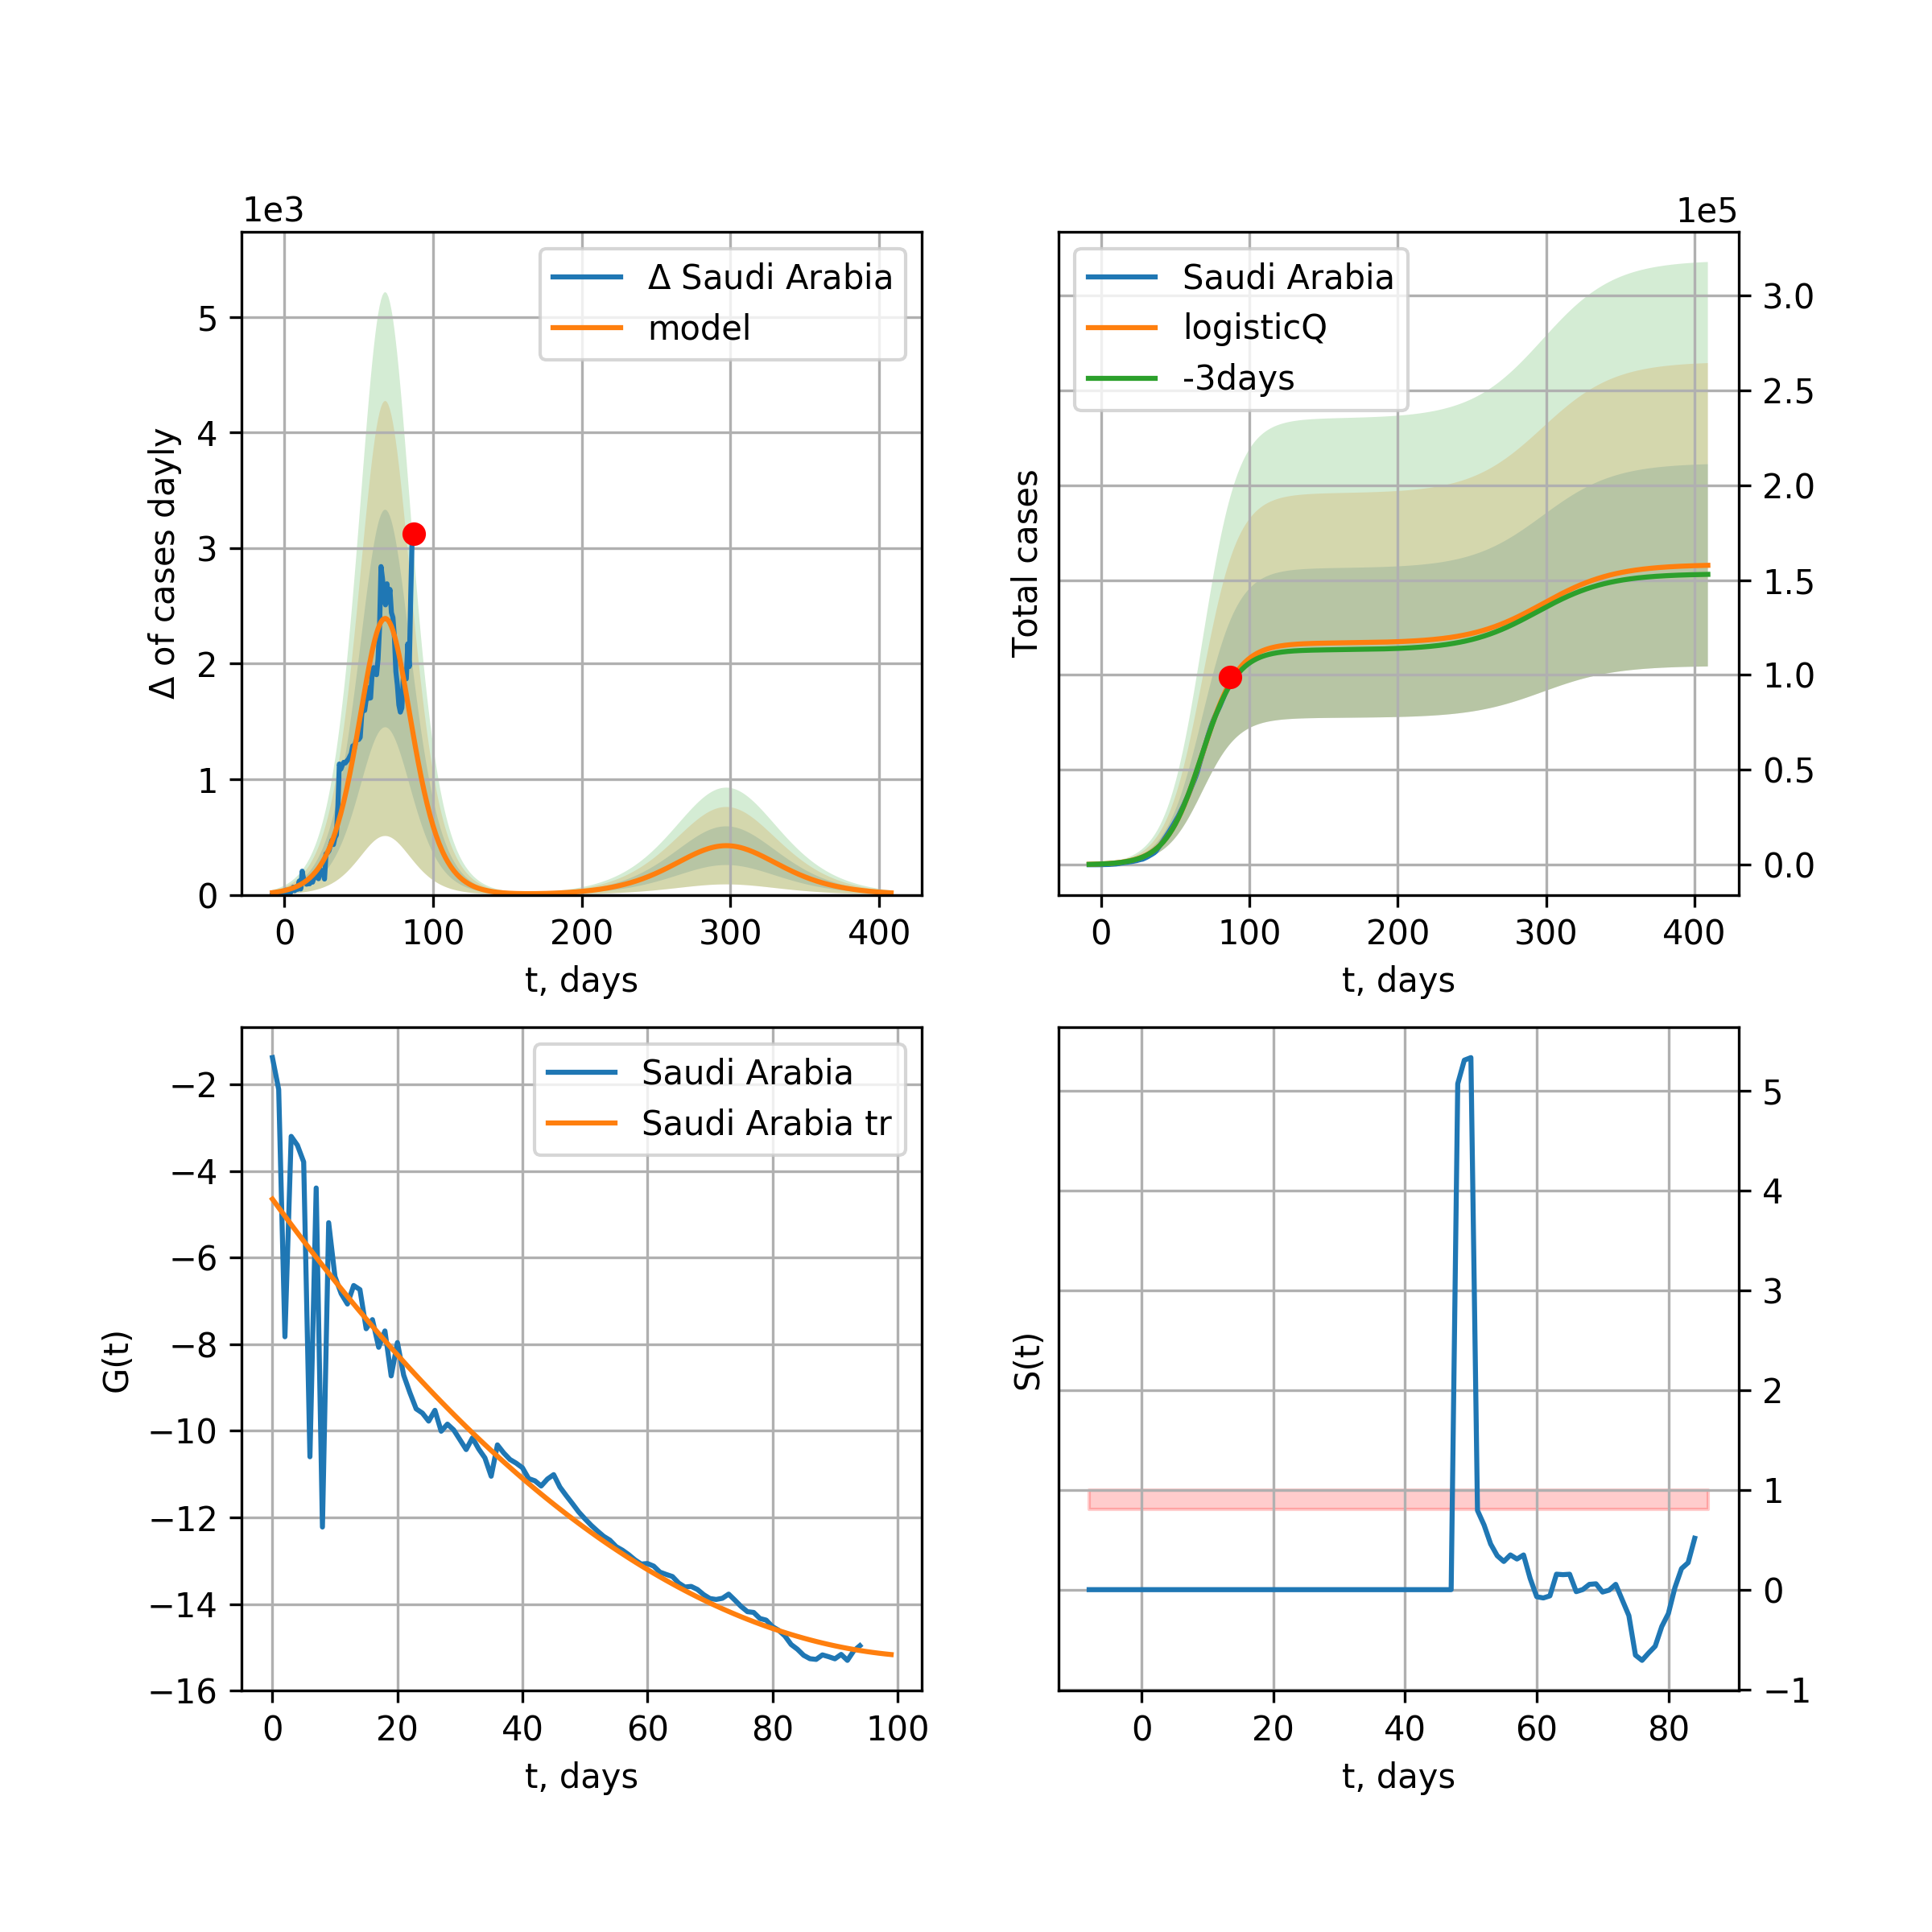 1e3
Δ of cases dayly
5
4
3
2
1
0
0 100 200 300 400
t, days
Δ Saudi Arabia
model
1e5
Total cases
3.0
2.5
2.0
1.5
1.0
0.5
0.0
0 100 200 300 400
t, days
Saudi Arabia
logisticQ
-3days
G(t)
−2
−4
−6
−8
−10
−12
−14
−16
0 20 40 60 80 100
t, days
Saudi Arabia
Saudi Arabia tr
S(t)
5
4
3
2
1
0
−1
0 20 40 60 80
t, days